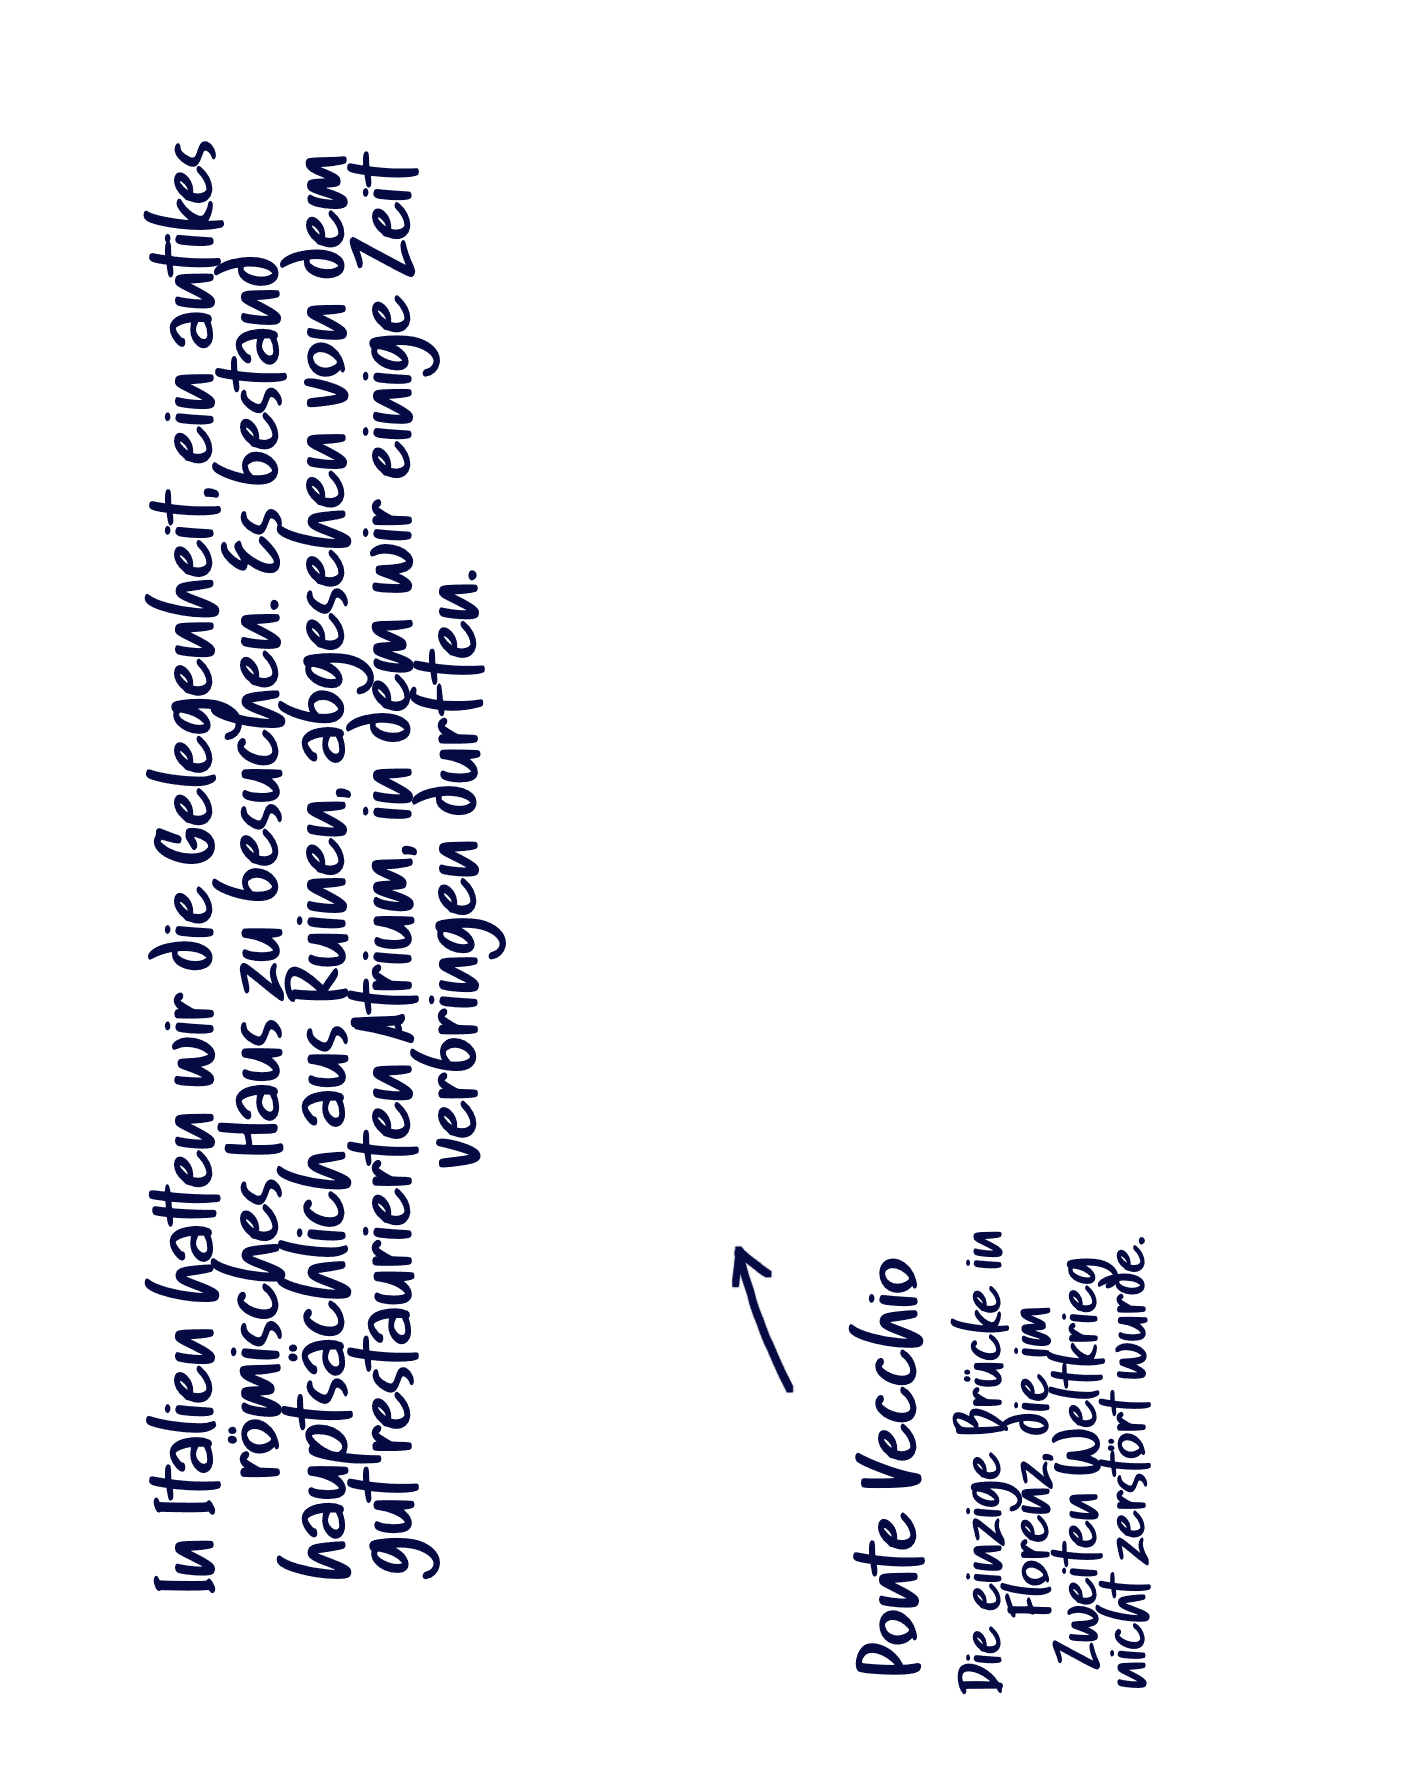 In Italien hatten wir die Gelegenheit, ein antikes
römisches Haus zu besuchen. Es bestand
hauptsächlich aus Ruinen, abgesehen von dem
gut restaurierten Atrium, in dem wir einige Zeit
verbringen durften.
Ponte Vecchio
Die einzige Brücke in
Florenz, die im
Zweiten Weltkrieg
nicht zerstört wurde.